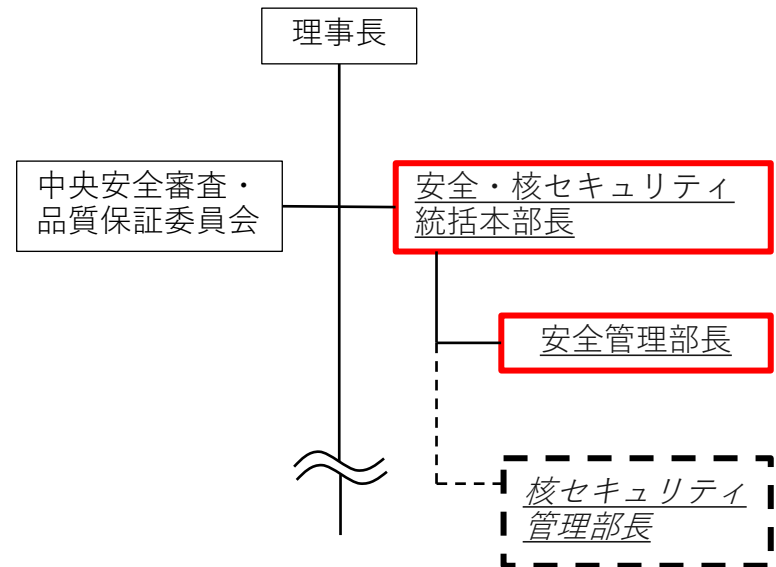 理事長
中央安全審査・
品質保証委員会
安全・核セキュリティ
統括本部長
安全管理部長
核セキュリティ
管理部長